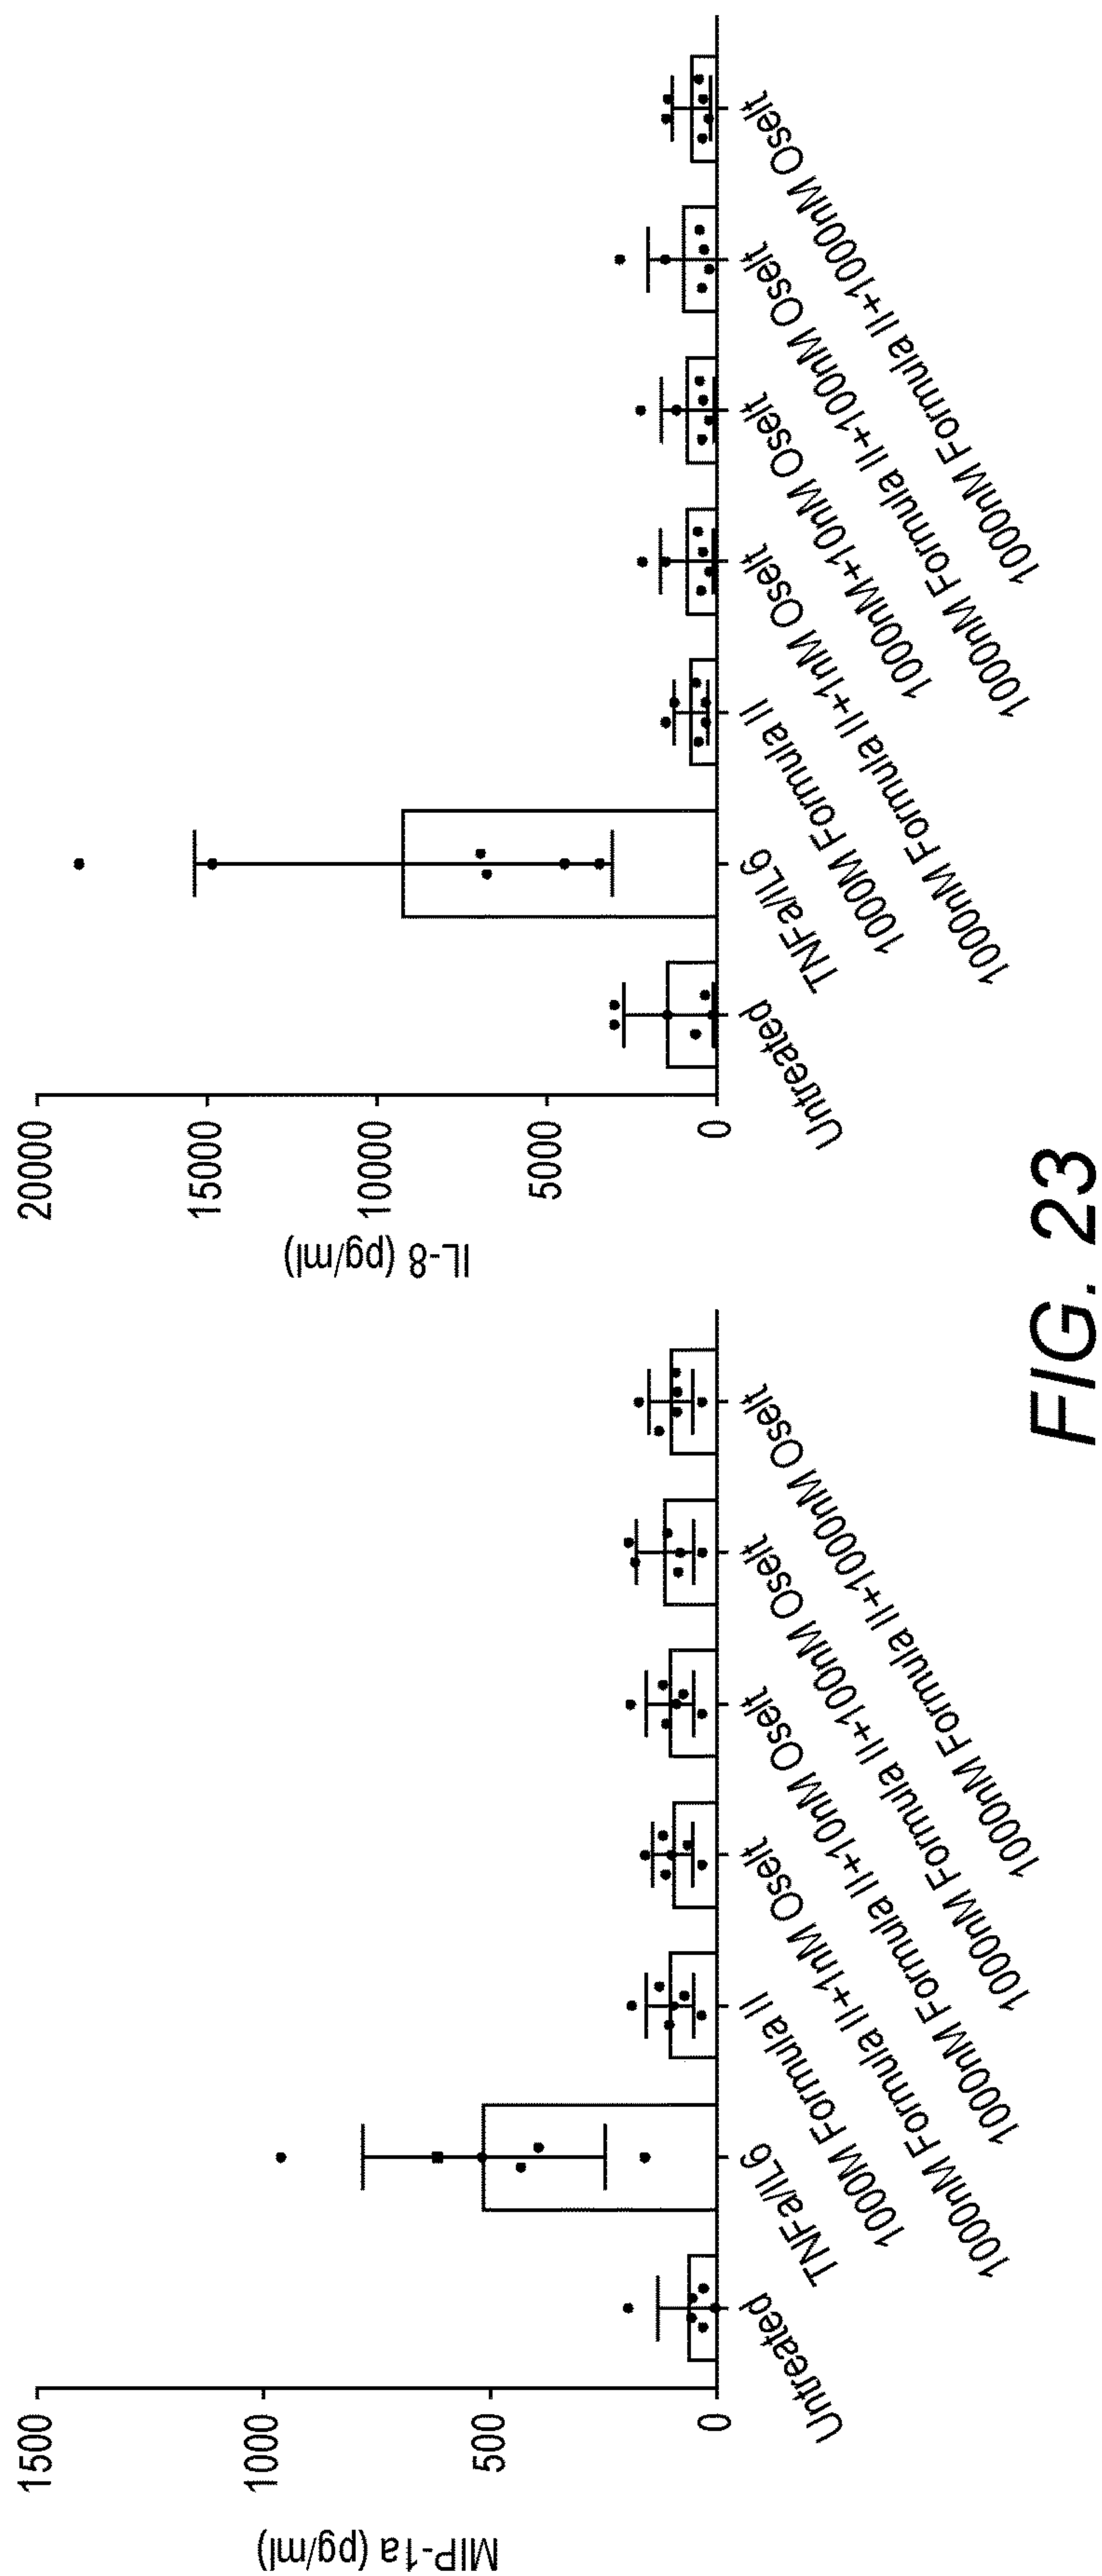 MIP-1a (pg/ml)
1500
1000
500
0
Untreated
TNFa/IL6
1000M Formula II
1000nM Formula II+1nM Oselt
1000nM Formula II+10nM Oselt
1000nM Formula II+100nM Oselt
1000nM Formula II+1000nM Oselt
IL-8 (pg/ml)
20000
15000
10000
5000
0
Untreated
TNFa/IL6
1000M Formula II
1000nM Formula II+1nM Oselt
1000nM+10nM Oselt
1000nM Formula II+100nM Oselt
1000nM Formula II+1000nM Oselt
FIG. 23